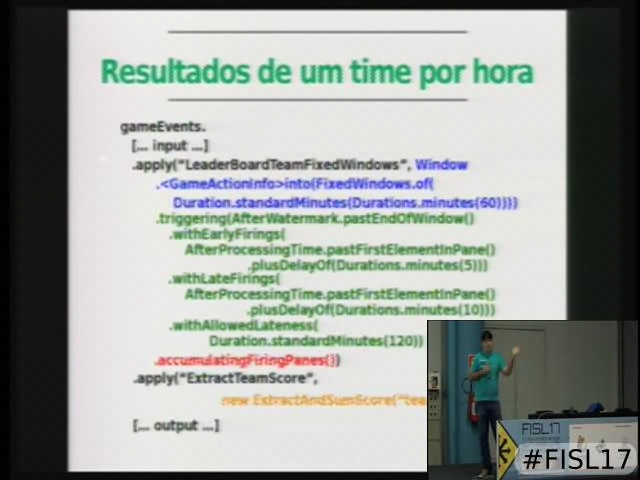 Resultados de um time por hora
gameEvents.
[... input ...]
.apply("LeaderBoardTeamFixedWindows", Window
.<GameActionInfo>into(FixedWindows.of(
Duration.standardMinutes(Durations.minutes(60))))
.triggering(AfterWatermark.pastEndOfWindow()
.withEarlyFirings(
AfterProcessingTime.pastFirstElementInPane()
.plusDelayOf(Durations.minutes(5)))
.withLateFirings(
AfterProcessingTime.pastFirstElementInPane()
.plusDelayOf(Durations.minutes(10)))
.withAllowedLateness(
Duration.standardMinutes(120))
.accumulatingFiringPanes())
.apply("ExtractTeamScore",
new ExtractAndSumScore("tea
[... output ...]
FISL17
#FISL17